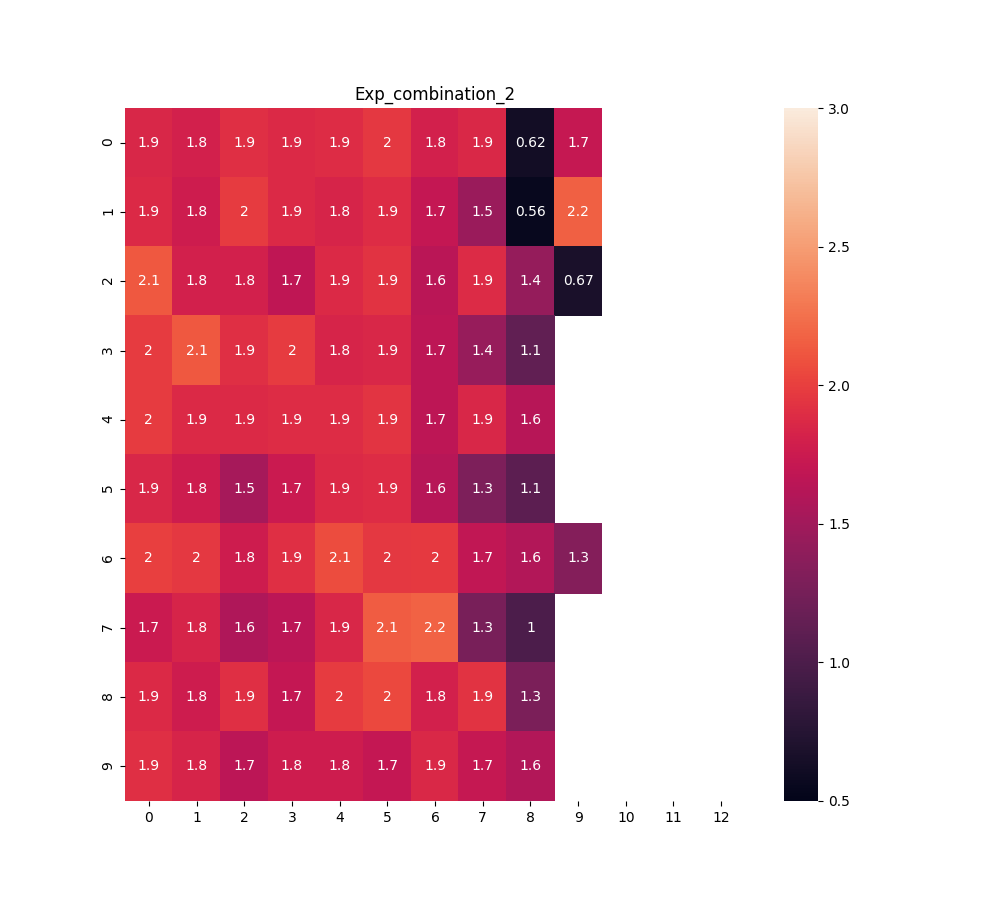 Exp_combination_2
3.0
0 1.9 1.8 1.9 1.9 1.9 2 1.8 1.9 0.62 1.7
1 1.9 1.8 2 1.9 1.8 1.9 1.7 1.5 0.56 2.2
2.5
2 2.1 1.8 1.8 1.7 1.9 1.9 1.6 1.9 1.4 0.67
3 2 2.1 1.9 2 1.8 1.9 1.7 1.4 1.1
2.0
4 2 1.9 1.9 1.9 1.9 1.9 1.7 1.9 1.6
5 1.9 1.8 1.5 1.7 1.9 1.9 1.6 1.3 1.1
1.5
6 2 2 1.8 1.9 2.1 2 2 1.7 1.6 1.3
7 1.7 1.8 1.6 1.7 1.9 2.1 2.2 1.3 1
1.0
8 1.9 1.8 1.9 1.7 2 2 1.8 1.9 1.3
9 1.9 1.8 1.7 1.8 1.8 1.7 1.9 1.7 1.6
0.5
0 1 2 3 4 5 6 7 8 9 10 11 12